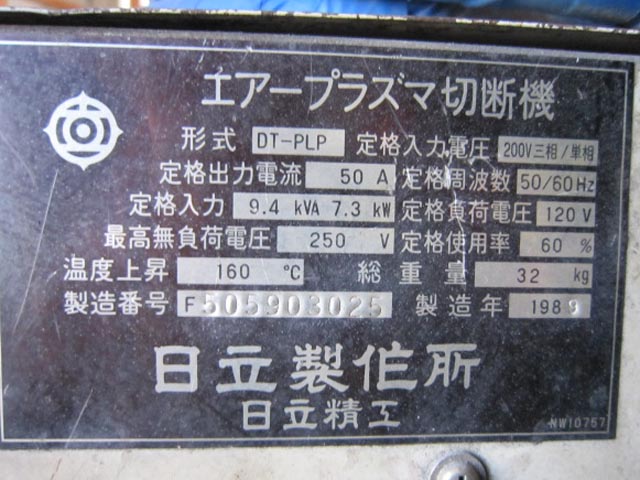 エアープラズマ切断機
形式 DT-PLP 定格入力電圧 200V三相/単相
定格出力電流 50 A 定格周波数 50/60Hz
定格入力 9.4 kVA 7.3 kW 定格負荷電圧 120 V
最高無負荷電圧 250 V 定格使用率 60 %
温度上昇 160 ℃ 総重量 32 kg
製造番号 F505903025 製造年 1989
日立製作所
日立精工
NW10757